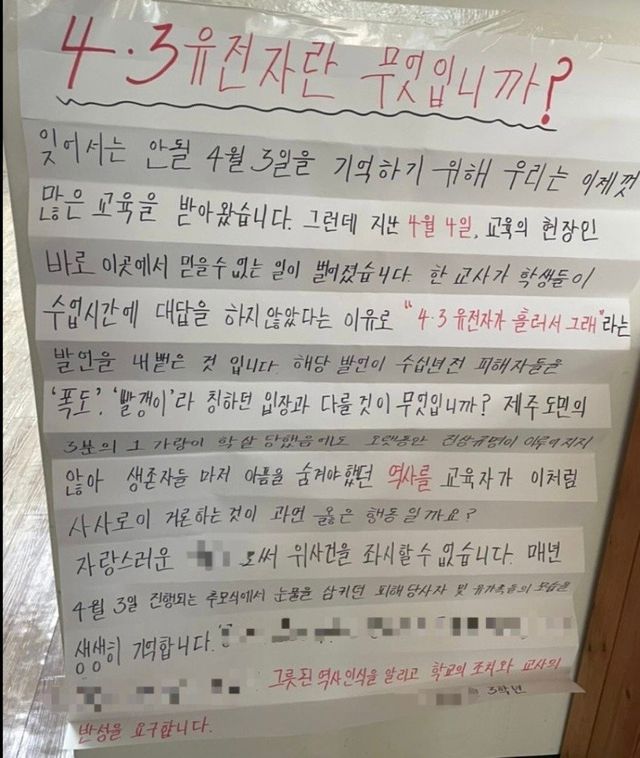 4·3유전자란 무엇입니까?
잊어서는 안될 4월 3일을 기억하기 위해 우리는 이제껏
많은 교육을 받아왔습니다. 그런데 지난 4월 4일, 교육의 현장인
바로 이곳에서 믿을수 없는 일이 벌어졌습니다. 한 교사가 학생들이
수업시간에 대답을 하지 않았다는 이유로 "4·3 유전자가 흘러서 그래"라는
발언을 내뱉은 것 입니다. 해당 발언이 수십년전 피해자들을
'폭도', '빨갱이'라 칭하던 입장과 다를것이 무엇입니까? 제주도민의
3분의 1 가량이 학살 당했음에도 오랫동안 진상규명이 이루어지지
않아 생존자들 마저 아픔을 숨겨야했던 역사를 교육자가 이처럼
사사로이 거론하는것이 과연 옳은 행동일까요?
자랑스러운 로써 위사건을 좌시할 수 없습니다. 매년
4월 3일 진행되는 추모식에서 눈물을 삼키던 피해당사자 및 유가족들의 모습을
생생히 기억합니다.
그릇된 역사인식을 알리고 학교의 조치와 교사의
3학년
반성을 요구합니다.